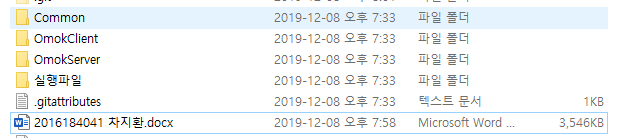 Common 2019-12-08 오후 7:33 파일 폴더
OmokClient 2019-12-08 오후 7:33 파일 폴더
OmokServer 2019-12-08 오후 7:33 파일 폴더
실행파일 2019-12-08 오후 7:33 파일 폴더
.gitattributes 2019-12-08 오후 7:33 텍스트 문서 1KB
2016184041 차지환.docx 2019-12-08 오후 7:58 Microsoft Word ... 3,546KB